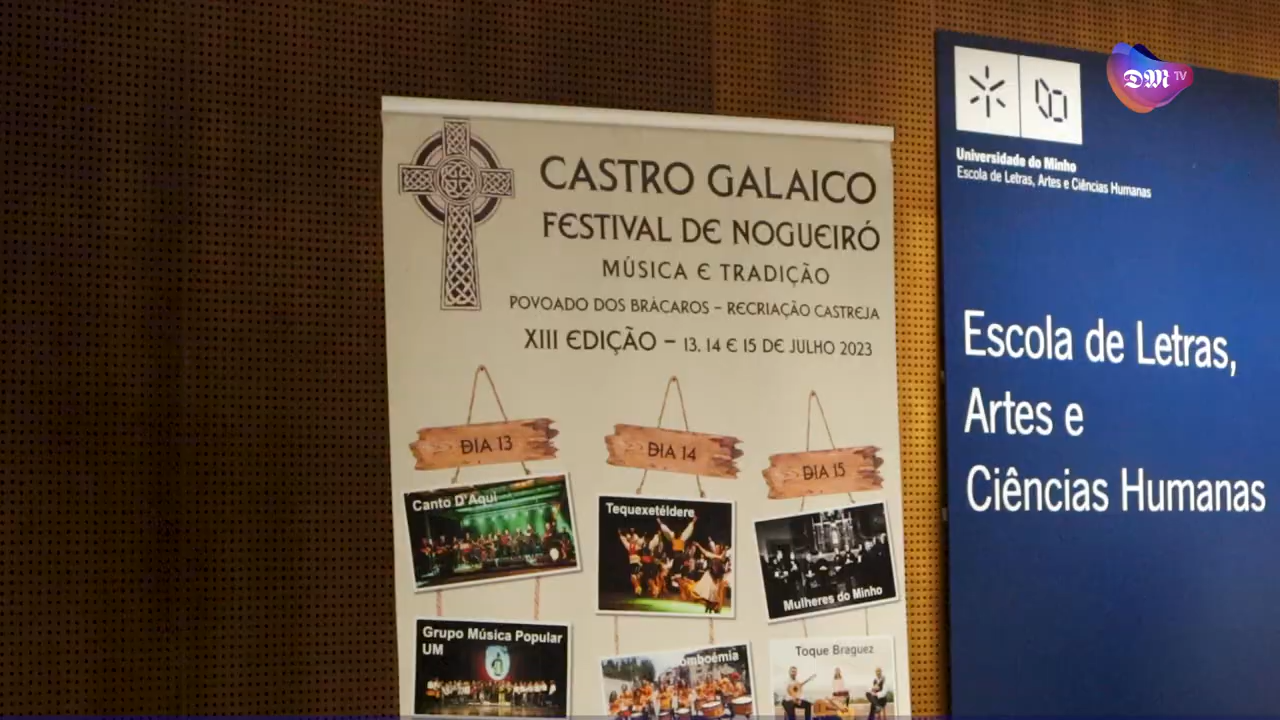 CASTRO GALAICO
FESTIVAL DE NOGUEIRÓ
MÚSICA E TRADIÇÃO
POVOADO DOS BRÁCAROS - RECRIAÇÃO CASTREJA
XIII EDIÇÃO - 13, 14 E 15 DE JULHO 2023
DIA 13
Canto D'Aqui
Grupo Música Popular
UM
DIA 14
Tequexetéldere
omboémia
DIA 15
Mulheres do Minho
Toque Braguez
Universidade do Minho
Escola de Letras, Artes e Ciências Humanas
Escola de Letras,
Artes e
Ciências Humanas
DM TV